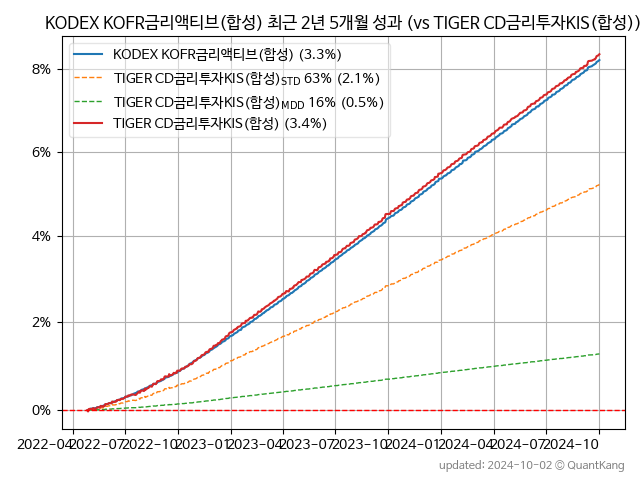 KODEX KOFR금리액티브(합성) 최근 2년 5개월 성과 (vs TIGER CD금리투자KIS(합성))
KODEX KOFR금리액티브(합성) (3.3%)
TIGER CD금리투자KIS(합성)STD 63% (2.1%)
TIGER CD금리투자KIS(합성)MDD 16% (0.5%)
TIGER CD금리투자KIS(합성) (3.4%)
8%
6%
4%
2%
0%
2022-04 2022-07 2022-10 2023-01 2023-04 2023-07 2023-10 2024-01 2024-04 2024-07 2024-10
updated: 2024-10-02 © QuantKang